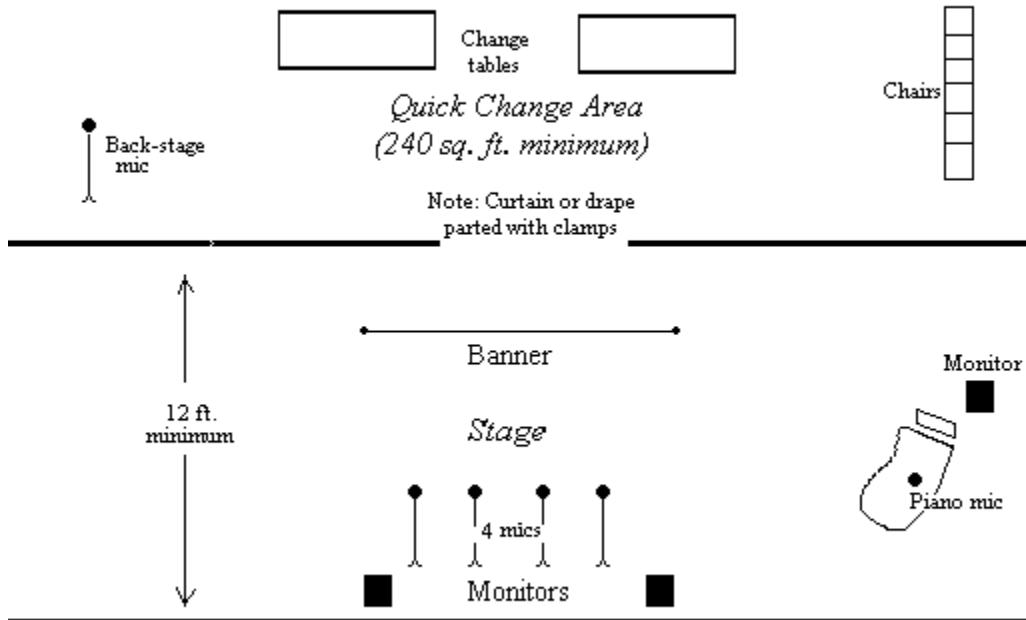 Change
tables
Quick Change Area
(240 sq. ft. minimum)
Chairs
Back-stage
mic
Note: Curtain or drape
parted with clamps
Banner
Monitor
12 ft.
minimum
Stage
Piano mic
4 mics
Monitors